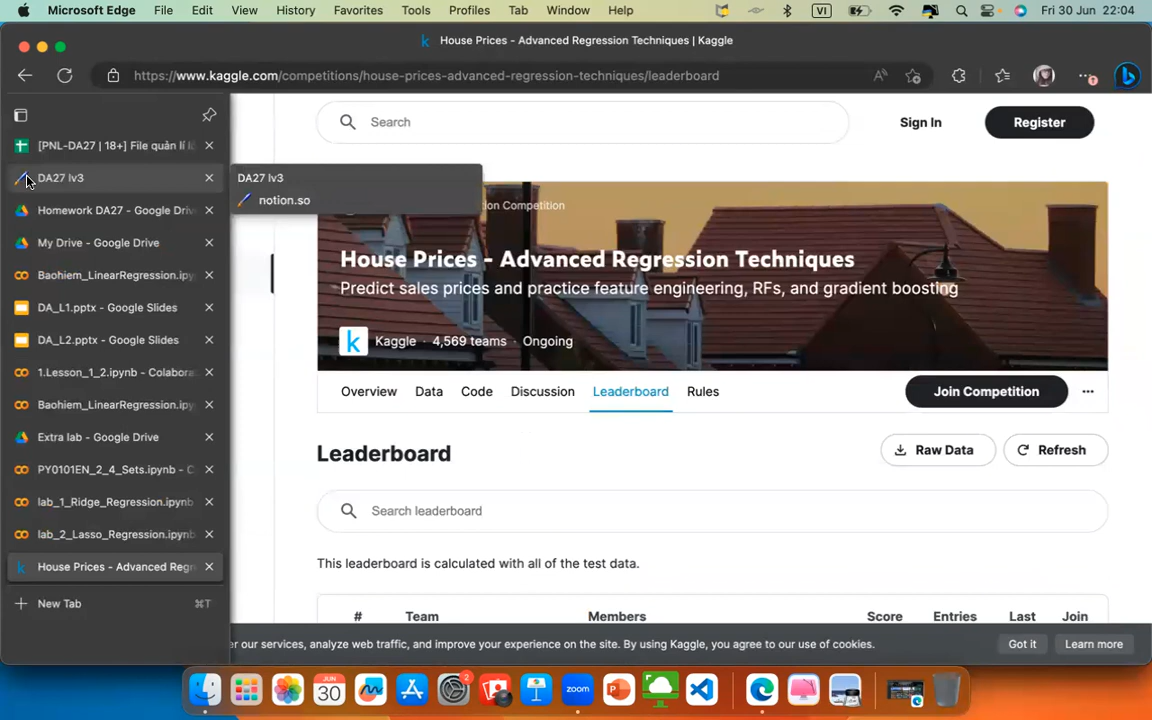 Microsoft Edge File Edit View History Favorites Tools Profiles Tab Window Help VI Fri 30 Jun 22:04
House Prices - Advanced Regression Techniques | Kaggle
https://www.kaggle.com/competitions/house-prices-advanced-regression-techniques/leaderboard
[PNL-DA27 | 18+] File quản lí
DA27 lv3
Homework DA27 - Google Driv
My Drive - Google Drive
Baohiem_LinearRegression.ipy
DA_L1.pptx - Google Slides
DA_L2.pptx - Google Slides
1.Lesson_1_2.ipynb - Colabora
Baohiem_LinearRegression.ipy
Extra lab - Google Drive
PY0101EN_2_4_Sets.ipynb - C
lab_1_Ridge_Regression.ipynb
lab_2_Lasso_Regression.ipynb
House Prices - Advanced Regr
New Tab ⌘T
DA27 lv3
notion.so
Search
Sign In
Register
on Competition
House Prices - Advanced Regression Techniques
Predict sales prices and practice feature engineering, RFs, and gradient boosting
k Kaggle · 4,569 teams · Ongoing
Overview Data Code Discussion Leaderboard Rules
Join Competition
Leaderboard
Raw Data
Refresh
Search leaderboard
This leaderboard is calculated with all of the test data.
# Team Members Score Entries Last Join
er our services, analyze web traffic, and improve your experience on the site. By using Kaggle, you agree to our use of cookies.
Got it
Learn more
JUN
30
2
zoom